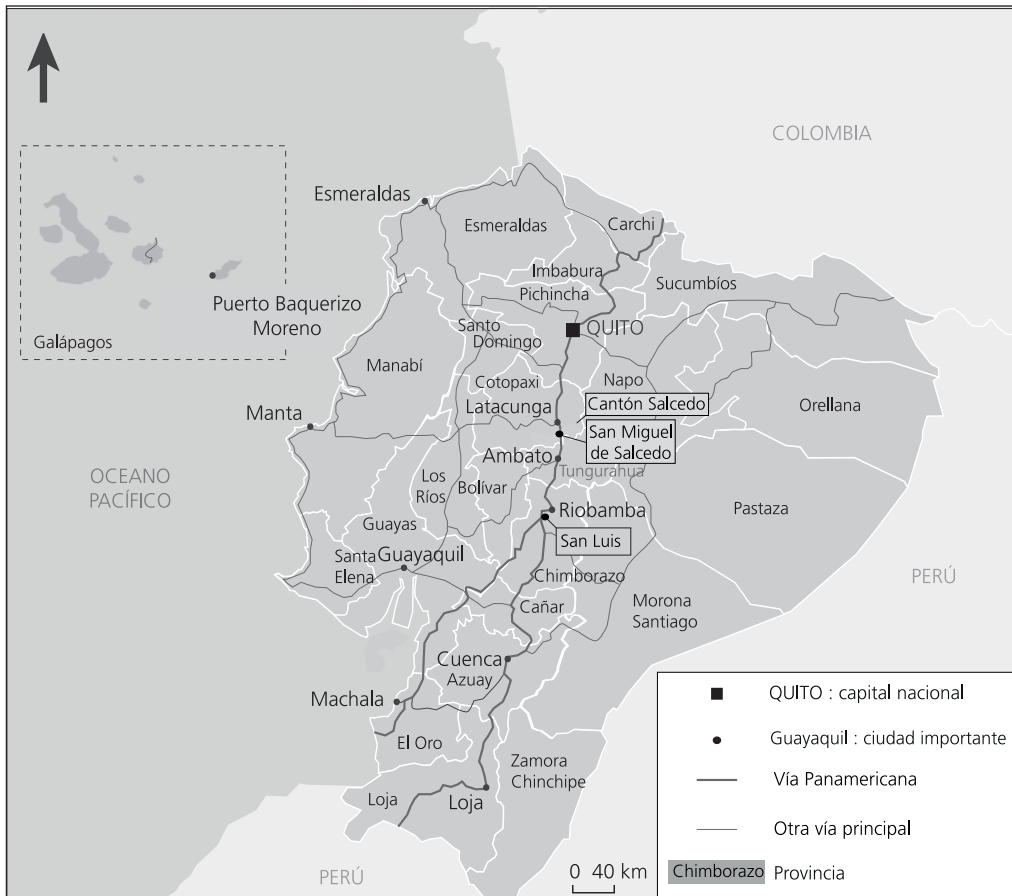 COLOMBIA
Esmeraldas
Esmeraldas
Carchi
Imbabura
Sucumbíos
Pichincha
Puerto Baquerizo
Moreno
Galápagos
QUITO
Santo
Domingo
Manabí
Cotopaxi
Napo
Orellana
Latacunga
Cantón Salcedo
Manta
San Miguel
de Salcedo
Ambato
Tungurahua
OCEANO
PACÍFICO
Los
Ríos
Bolívar
Pastaza
Riobamba
Guayas
San Luis
Santa
Elena
Guayaquil
Chimborazo
PERÚ
Cañar
Morona
Santiago
Cuenca
Azuay
Machala
El Oro
Zamora
Chinchipe
Loja
Loja
PERÚ
0 40 km
QUITO : capital nacional
Guayaquil : ciudad importante
Vía Panamericana
Otra vía principal
Chimborazo Provincia